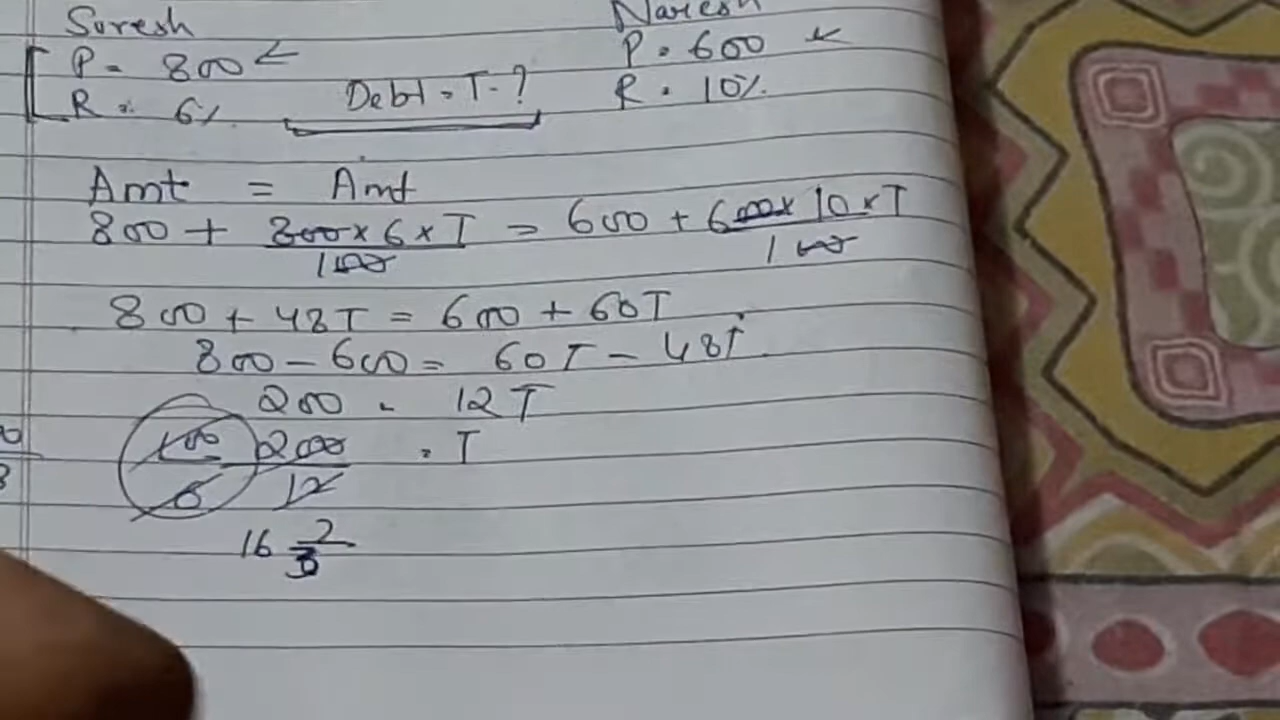 Suresh Naresh
P = 800 P = 600
R = 6% Debt = T = ? R = 10%
Amt = Amt
800 + 800 × 6 × T / 100 = 600 + 600 × 10 × T / 100
800 + 48T = 600 + 60T
800 - 600 = 60T - 48T
200 = 12T
100/6 200/12 = T
16 2/3